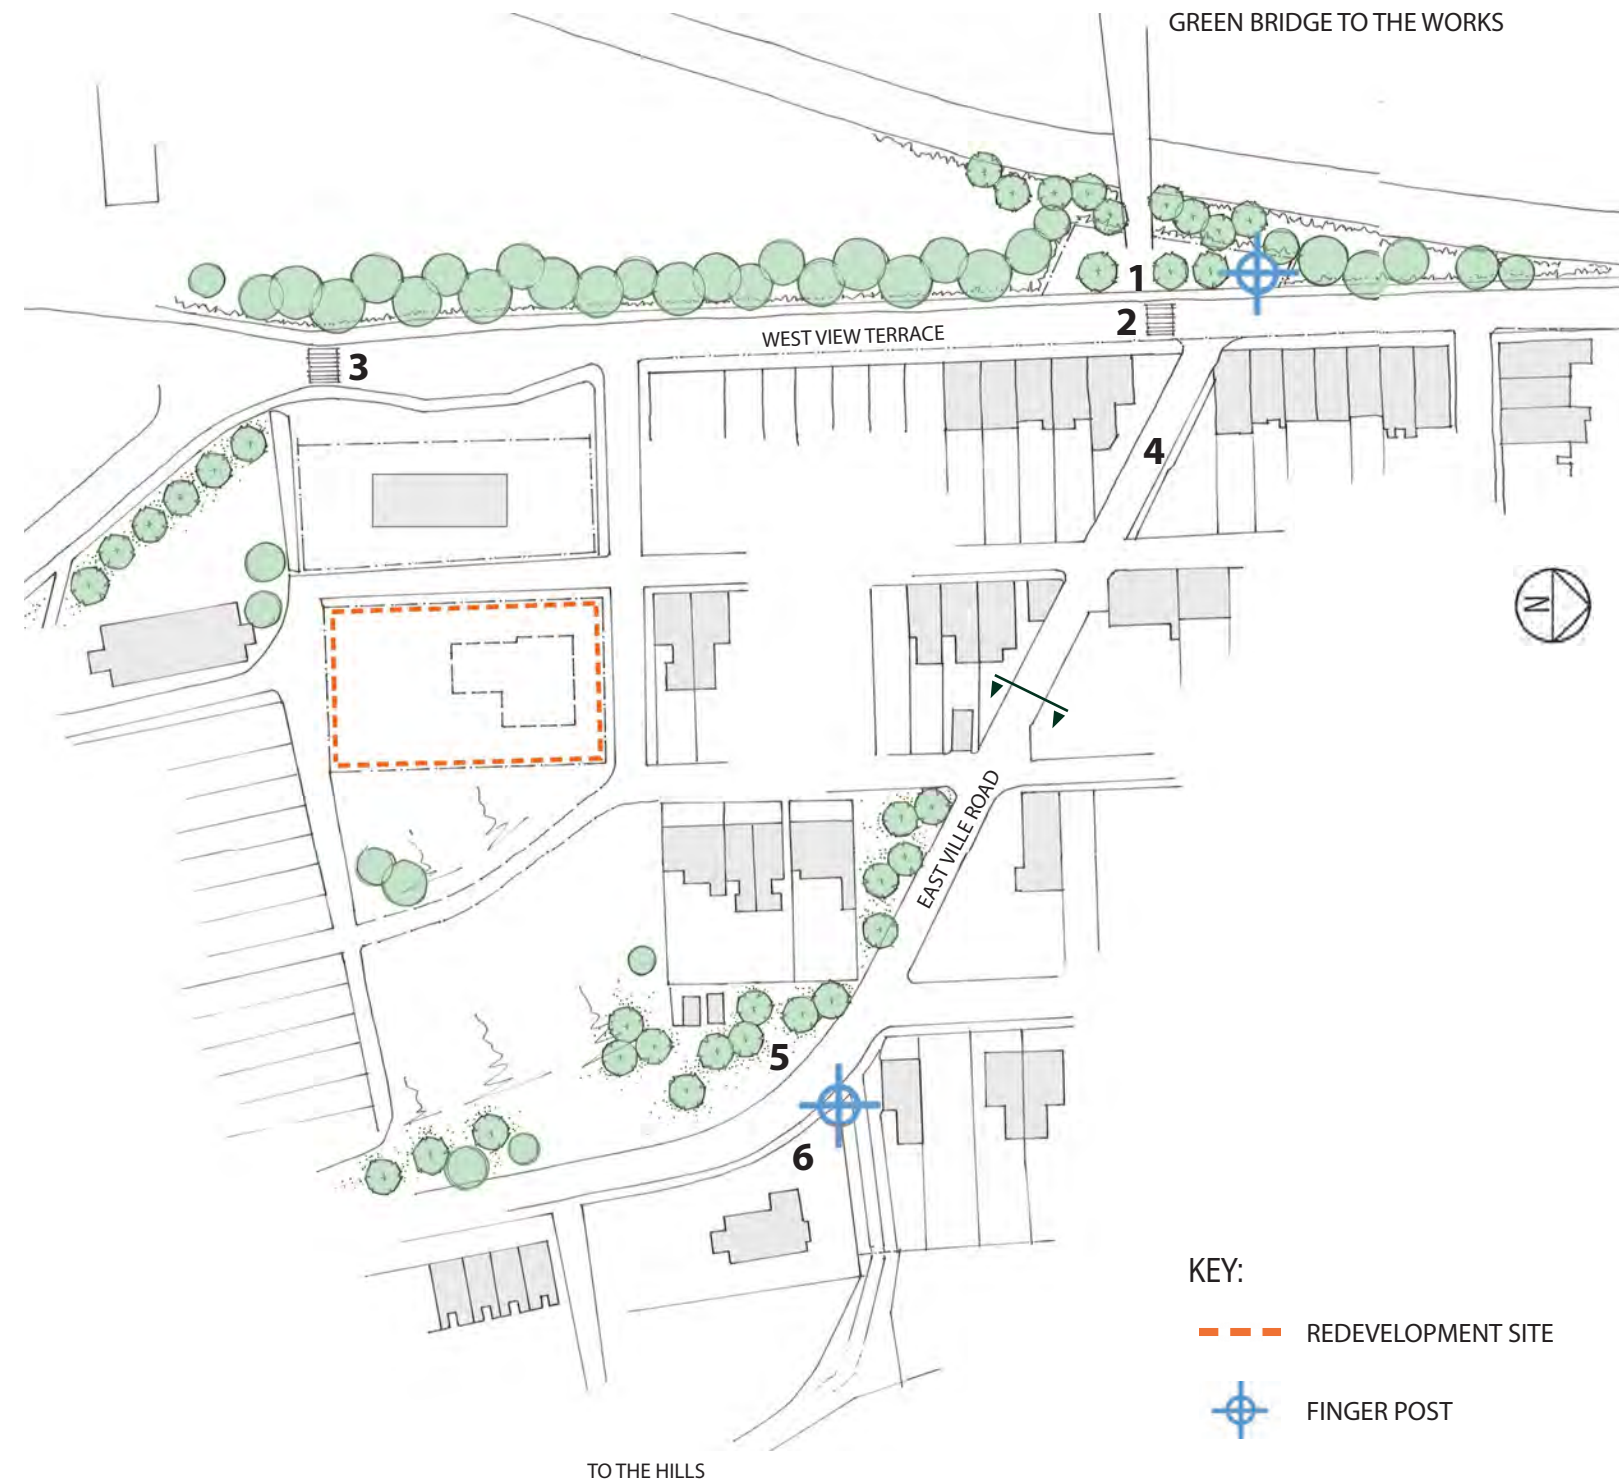 GREEN BRIDGE TO THE WORKS
1
2
WEST VIEW TERRACE
3
4
N
EAST VILLE ROAD
5
6
KEY:
REDEVELOPMENT SITE
FINGER POST
TO THE HILLS